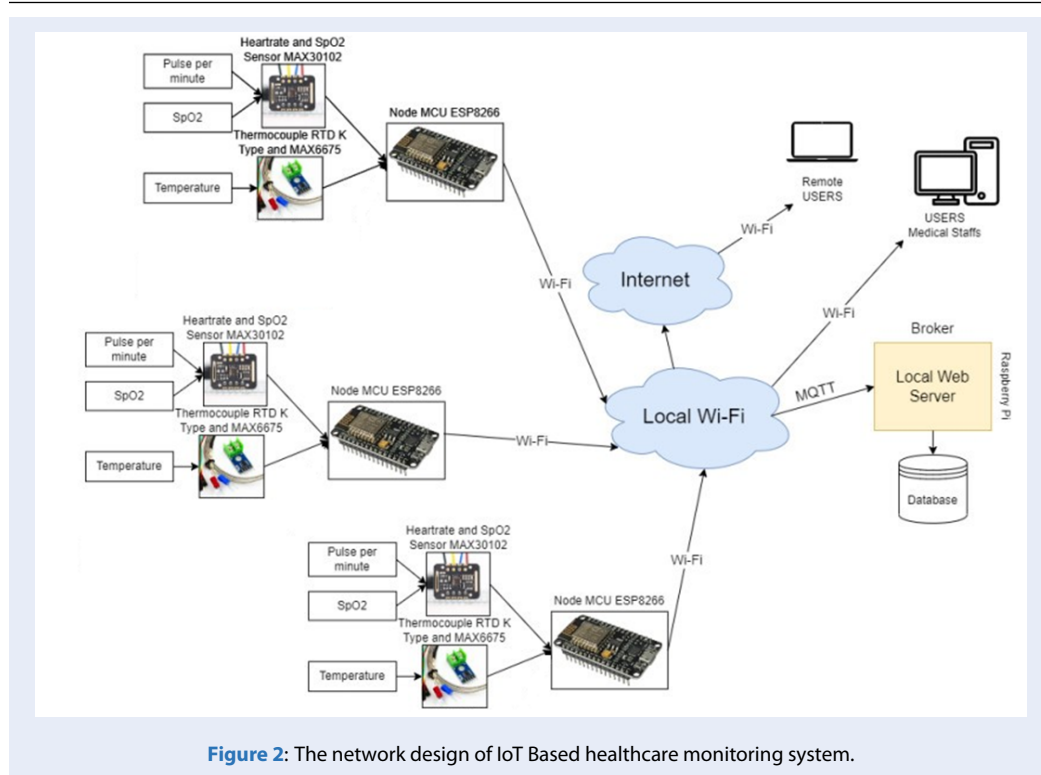 Heartrate and SpO2
Sensor MAX30102
Pulse per
minute
SpO2
Thermocouple RTD K
Type and MAX6675
Temperature
Node MCU ESP8266
Wi-Fi
Heartrate and SpO2
Sensor MAX30102
Pulse per
minute
SpO2
Thermocouple RTD K
Type and MAX6675
Temperature
Node MCU ESP8266
Wi-Fi
Heartrate and SpO2
Sensor MAX30102
Pulse per
minute
SpO2
Thermocouple RTD K
Type and MAX6675
Temperature
Node MCU ESP8266
Wi-Fi
Remote
USERS
Wi-Fi
Internet
USERS
Medical Staffs
Wi-Fi
Local Wi-Fi
MQTT
Broker
Local Web
Server
Raspberry Pi
Database
Figure 2: The network design of IoT Based healthcare monitoring system.